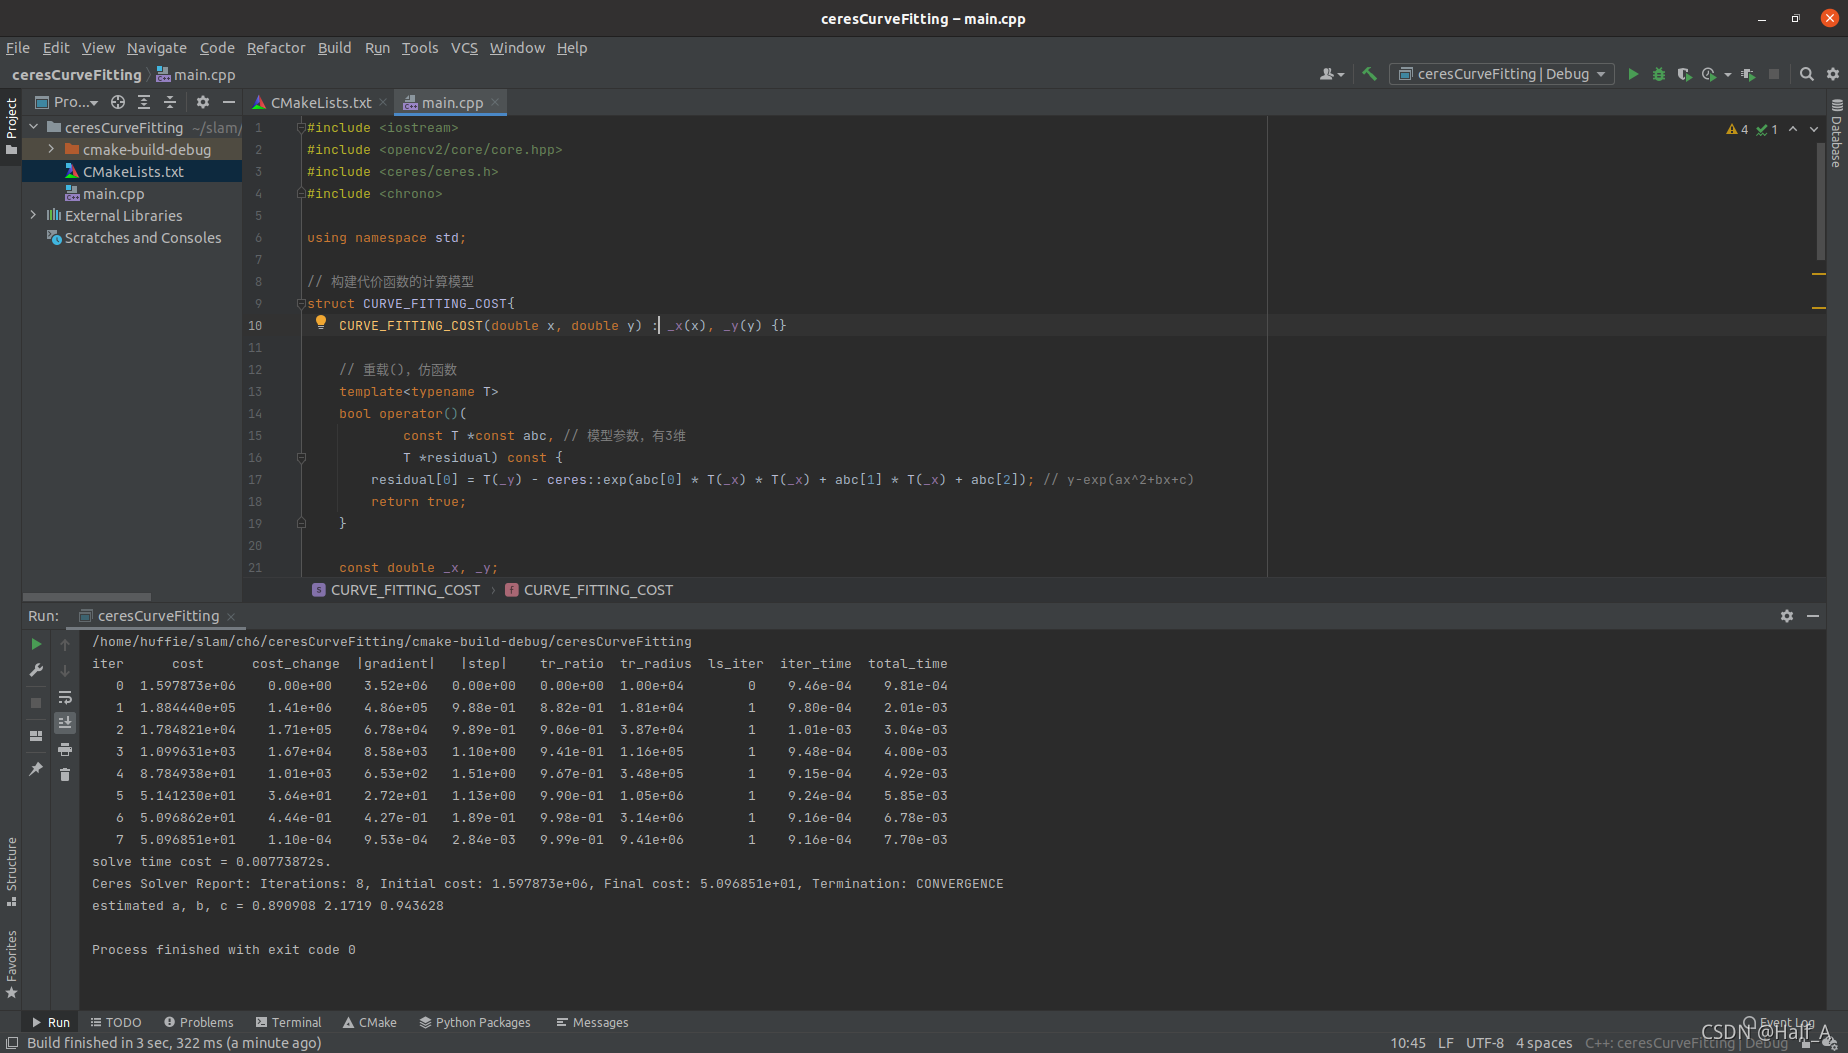 ceresCurveFitting – main.cpp
File Edit View Navigate Code Refactor Build Run Tools VCS Window Help
ceresCurveFitting main.cpp
ceresCurveFitting | Debug
Project
Pro...
CMakeLists.txt
main.cpp
ceresCurveFitting ~/slam/
cmake-build-debug
CMakeLists.txt
main.cpp
External Libraries
Scratches and Consoles
4 1
Database
1 #include <iostream>
2 #include <opencv2/core/core.hpp>
3 #include <ceres/ceres.h>
4 #include <chrono>
5
6 using namespace std;
7
8 // 构建代价函数的计算模型
9 struct CURVE_FITTING_COST{
10 CURVE_FITTING_COST(double x, double y) : _x(x), _y(y) {}
11
12 // 重载()，仿函数
13 template<typename T>
14 bool operator()(
15 const T *const abc, // 模型参数，有3维
16 T *residual) const {
17 residual[0] = T(_y) - ceres::exp(abc[0] * T(_x) * T(_x) + abc[1] * T(_x) + abc[2]); // y-exp(ax^2+bx+c)
18 return true;
19 }
20
21 const double _x, _y;
CURVE_FITTING_COST CURVE_FITTING_COST
Run: ceresCurveFitting
/home/huffie/slam/ch6/ceresCurveFitting/cmake-build-debug/ceresCurveFitting
iter cost cost_change |gradient| |step| tr_ratio tr_radius ls_iter iter_time total_time
0 1.597873e+06 0.00e+00 3.52e+06 0.00e+00 0.00e+00 1.00e+04 0 9.46e-04 9.81e-04
1 1.884440e+05 1.41e+06 4.86e+05 9.88e-01 8.82e-01 1.81e+04 1 9.80e-04 2.01e-03
2 1.784821e+04 1.71e+05 6.78e+04 9.89e-01 9.06e-01 3.87e+04 1 1.01e-03 3.04e-03
3 1.099631e+03 1.67e+04 8.58e+03 1.10e+00 9.41e-01 1.16e+05 1 9.48e-04 4.00e-03
4 8.784938e+01 1.01e+03 6.53e+02 1.51e+00 9.67e-01 3.48e+05 1 9.15e-04 4.92e-03
5 5.141230e+01 3.64e+01 2.72e+01 1.13e+00 9.90e-01 1.05e+06 1 9.24e-04 5.85e-03
6 5.096862e+01 4.44e-01 4.27e-01 1.89e-01 9.98e-01 3.14e+06 1 9.16e-04 6.78e-03
7 5.096851e+01 1.10e-04 9.53e-04 2.84e-03 9.99e-01 9.41e+06 1 9.16e-04 7.70e-03
solve time cost = 0.00773872s.
Ceres Solver Report: Iterations: 8, Initial cost: 1.597873e+06, Final cost: 5.096851e+01, Termination: CONVERGENCE
estimated a, b, c = 0.890908 2.1719 0.943628
Process finished with exit code 0
Structure
Favorites
Run TODO Problems Terminal CMake Python Packages Messages Event Log
Build finished in 3 sec, 322 ms (a minute ago)
10:45 LF UTF-8 4 spaces C++: ceresCurveFitting | Debug
CSDN @Half_A